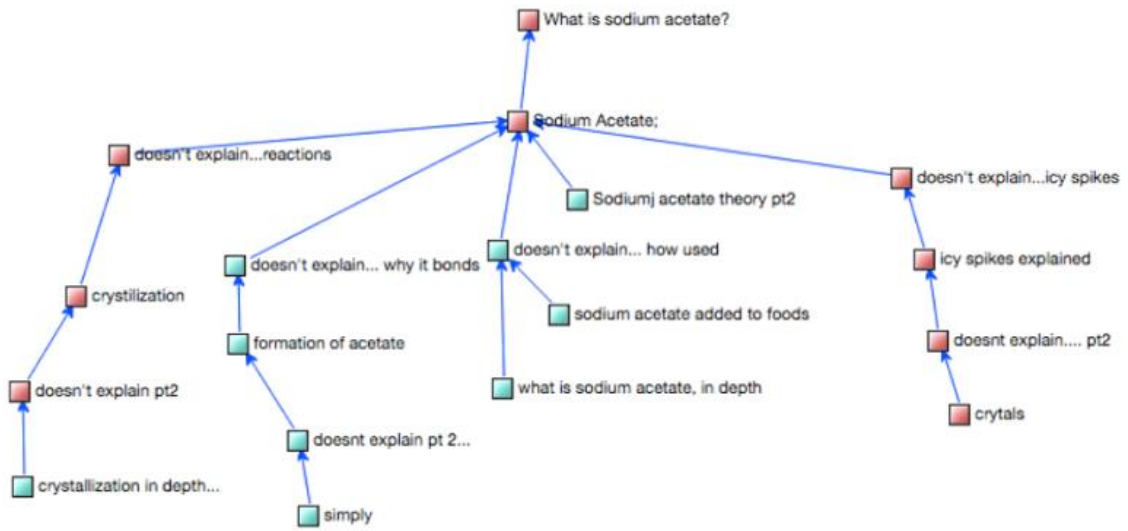 What is sodium acetate?
Sodium Acetate;
doesn't explain...reactions
doesn't explain...icy spikes
Sodiumj acetate theory pt2
doesn't explain... how used
doesn't explain... why it bonds
icy spikes explained
crystilization
sodium acetate added to foods
formation of acetate
doesnt explain.... pt2
doesn't explain pt2
what is sodium acetate, in depth
crytals
doesnt explain pt 2...
crystallization in depth...
simply